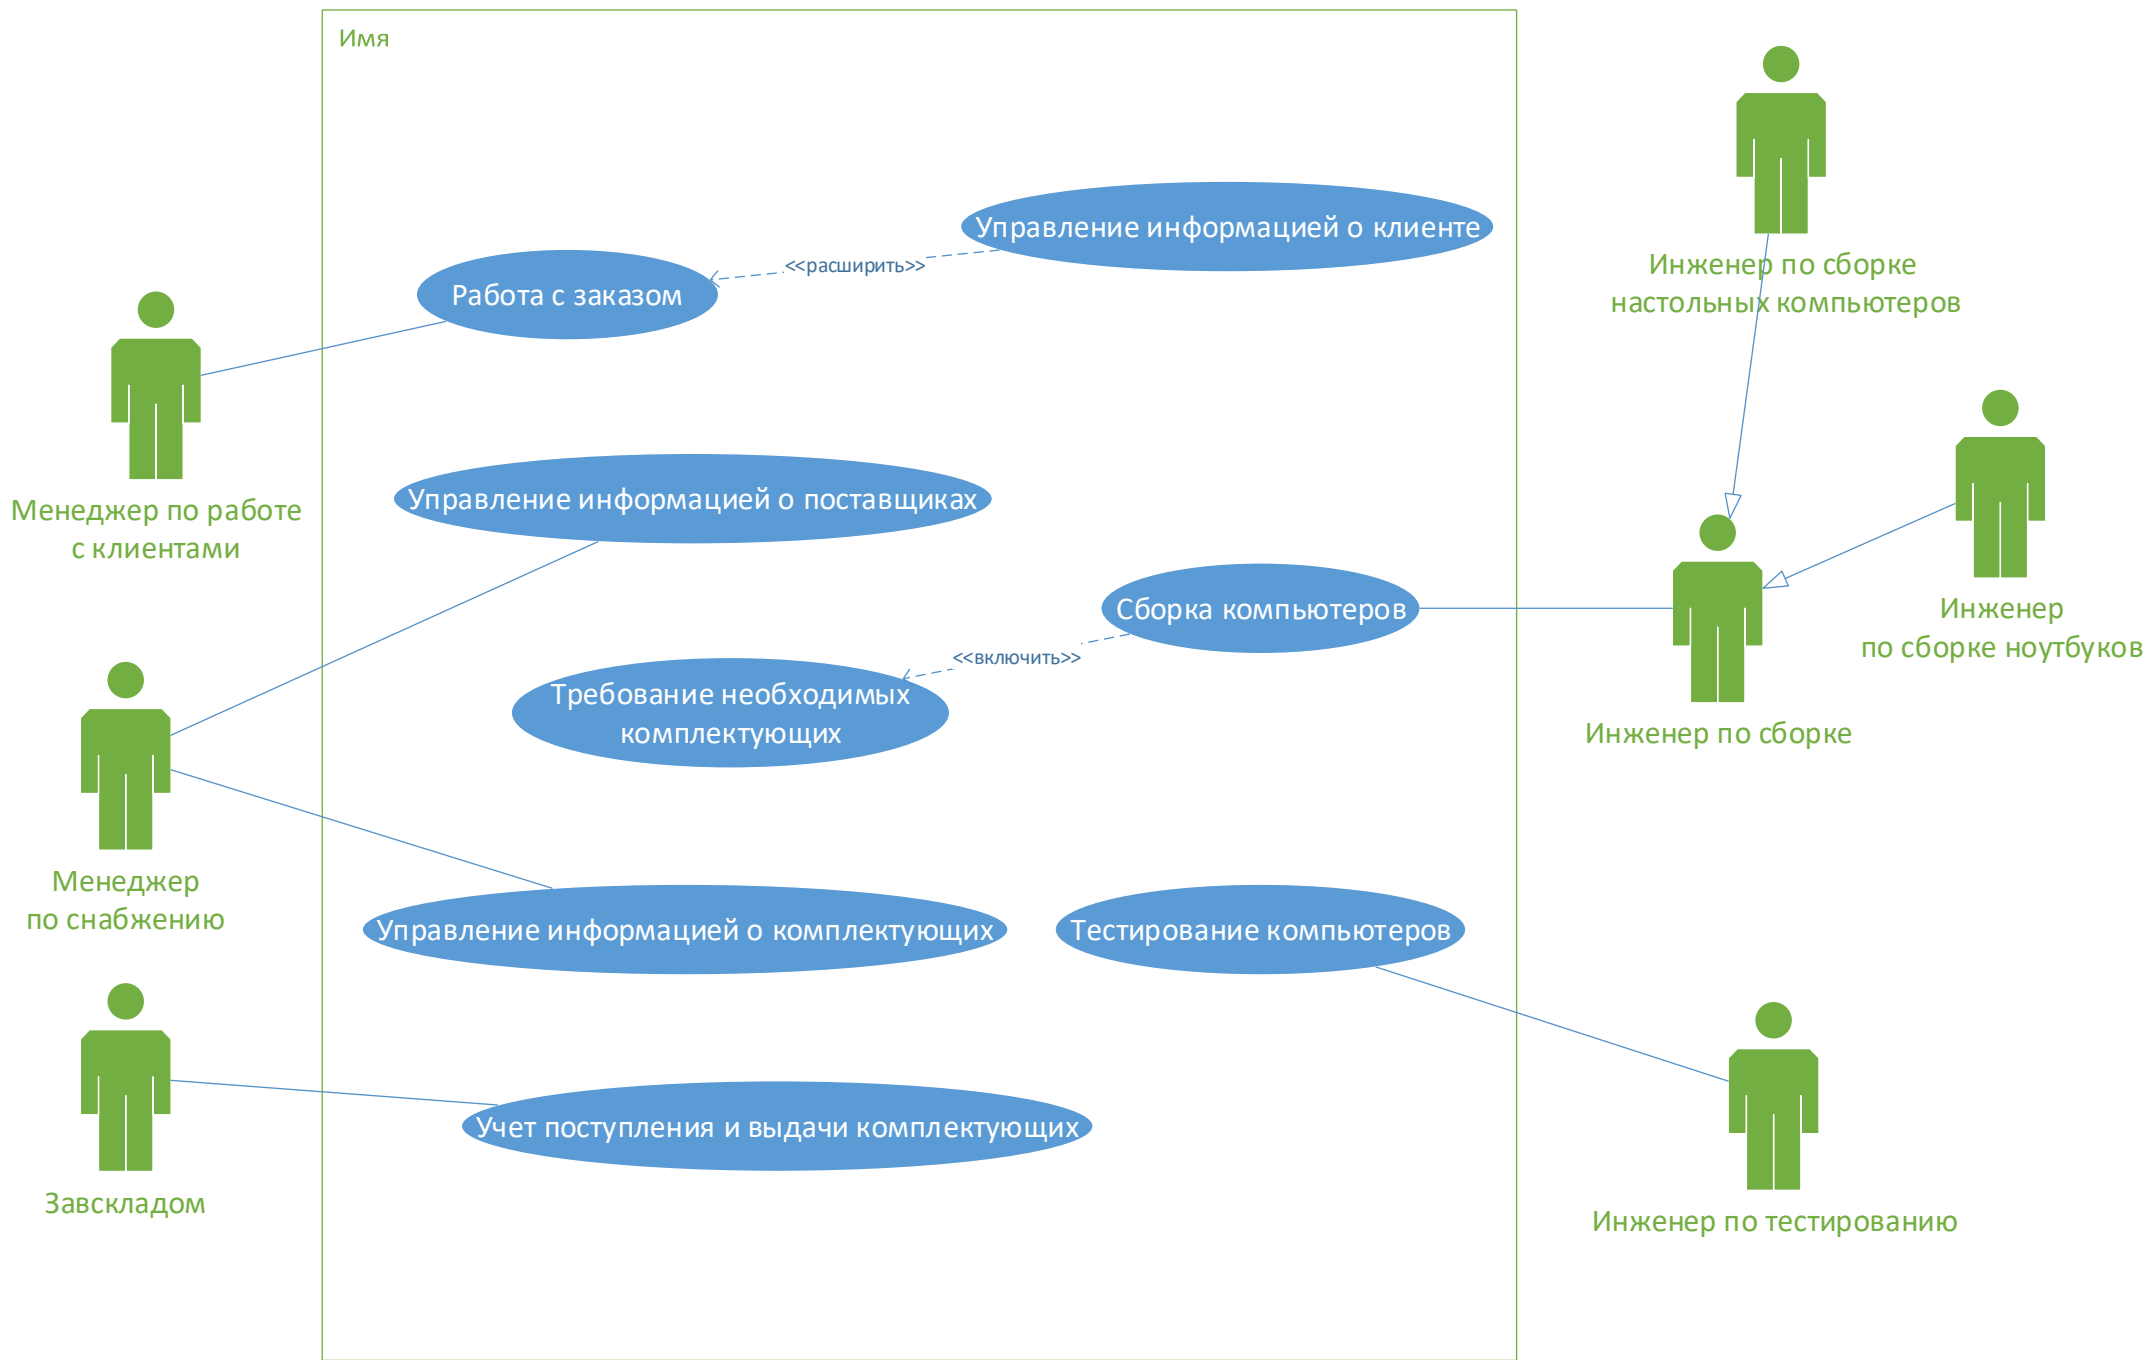 Имя
Управление информацией о клиенте
<<расширить>>
Работа с заказом
Инженер по сборке
настольных компьютеров
Менеджер по работе
с клиентами
Управление информацией о поставщиках
Сборка компьютеров
Инженер
по сборке ноутбуков
<<включить>>
Требование необходимых
комплектующих
Инженер по сборке
Менеджер
по снабжению
Управление информацией о комплектующих
Тестирование компьютеров
Учет поступления и выдачи комплектующих
Завскладом
Инженер по тестированию